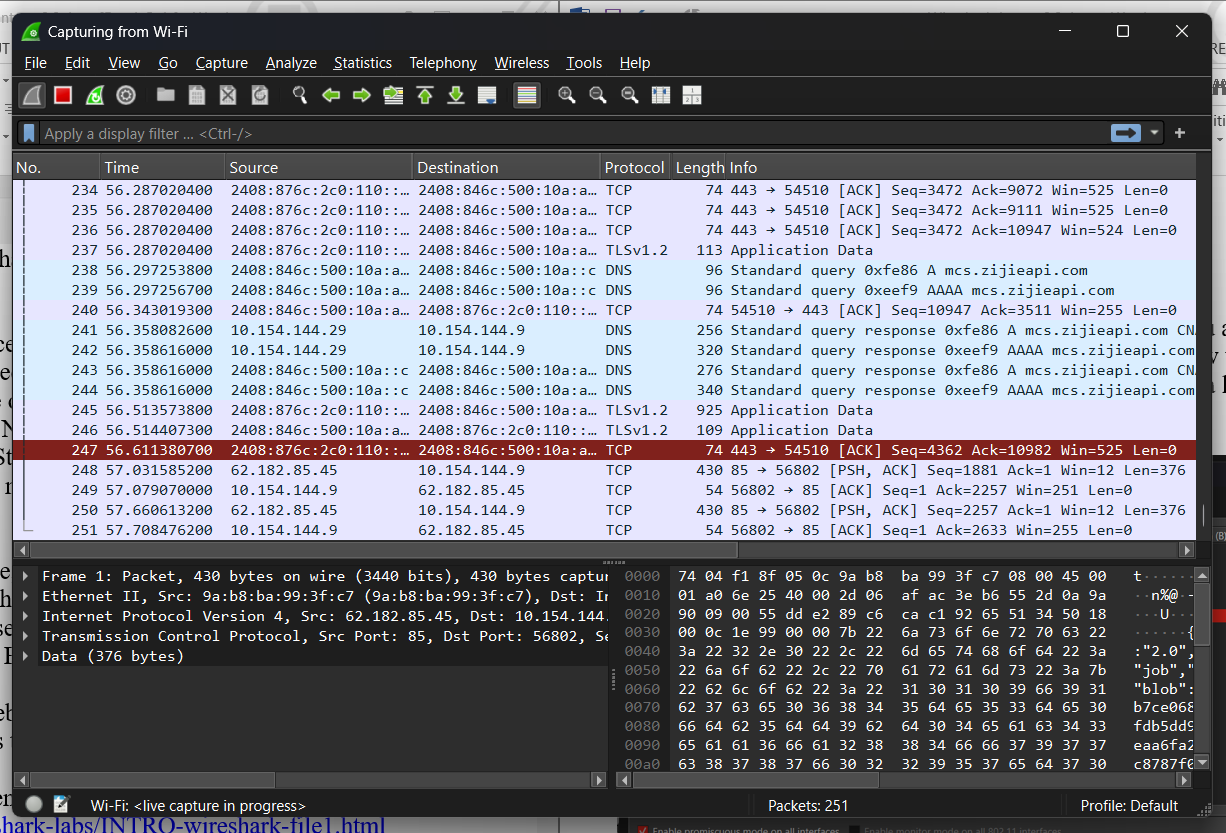 Capturing from Wi-Fi
File Edit View Go Capture Analyze Statistics Telephony Wireless Tools Help
Apply a display filter ... <Ctrl-/>
No. Time Source Destination Protocol Length Info
234 56.287020400 2408:876c:2c0:110::… 2408:846c:500:10a:a… TCP 74 443 → 54510 [ACK] Seq=3472 Ack=9072 Win=525 Len=0
235 56.287020400 2408:876c:2c0:110::… 2408:846c:500:10a:a… TCP 74 443 → 54510 [ACK] Seq=3472 Ack=9111 Win=525 Len=0
236 56.287020400 2408:876c:2c0:110::… 2408:846c:500:10a:a… TCP 74 443 → 54510 [ACK] Seq=3472 Ack=10947 Win=524 Len=0
237 56.287020400 2408:876c:2c0:110::… 2408:846c:500:10a:a… TLSv1.2 113 Application Data
238 56.297253800 2408:846c:500:10a:a… 2408:846c:500:10a::c DNS 96 Standard query 0xfe86 A mcs.zijieapi.com
239 56.297256700 2408:846c:500:10a:a… 2408:846c:500:10a::c DNS 96 Standard query 0xeef9 AAAA mcs.zijieapi.com
240 56.343019300 2408:846c:500:10a:a… 2408:876c:2c0:110::… TCP 74 54510 → 443 [ACK] Seq=10947 Ack=3511 Win=255 Len=0
241 56.358082600 10.154.144.29 10.154.144.9 DNS 256 Standard query response 0xfe86 A mcs.zijieapi.com CN
242 56.358616000 10.154.144.29 10.154.144.9 DNS 320 Standard query response 0xeef9 AAAA mcs.zijieapi.com
243 56.358616000 2408:846c:500:10a::c 2408:846c:500:10a:a… DNS 276 Standard query response 0xfe86 A mcs.zijieapi.com CN
244 56.358616000 2408:846c:500:10a::c 2408:846c:500:10a:a… DNS 340 Standard query response 0xeef9 AAAA mcs.zijieapi.com
245 56.513573800 2408:876c:2c0:110::… 2408:846c:500:10a:a… TLSv1.2 925 Application Data
246 56.514407300 2408:846c:500:10a:a… 2408:876c:2c0:110::… TLSv1.2 109 Application Data
247 56.611380700 2408:876c:2c0:110::… 2408:846c:500:10a:a… TCP 74 443 → 54510 [ACK] Seq=4362 Ack=10982 Win=525 Len=0
248 57.031585200 62.182.85.45 10.154.144.9 TCP 430 85 → 56802 [PSH, ACK] Seq=1881 Ack=1 Win=12 Len=376
249 57.079070000 10.154.144.9 62.182.85.45 TCP 54 56802 → 85 [ACK] Seq=1 Ack=2257 Win=251 Len=0
250 57.660613200 62.182.85.45 10.154.144.9 TCP 430 85 → 56802 [PSH, ACK] Seq=2257 Ack=1 Win=12 Len=376
251 57.708476200 10.154.144.9 62.182.85.45 TCP 54 56802 → 85 [ACK] Seq=1 Ack=2633 Win=255 Len=0
Frame 1: Packet, 430 bytes on wire (3440 bits), 430 bytes captur
Ethernet II, Src: 9a:b8:ba:99:3f:c7 (9a:b8:ba:99:3f:c7), Dst: In
Internet Protocol Version 4, Src: 62.182.85.45, Dst: 10.154.144.
Transmission Control Protocol, Src Port: 85, Dst Port: 56802, Se
Data (376 bytes)
0000 74 04 f1 8f 05 0c 9a b8 ba 99 3f c7 08 00 45 00 t·······
0010 01 a0 6e 25 40 00 2d 06 af ac 3e b6 55 2d 0a 9a ··n%@·-·
0020 90 09 00 55 dd e2 89 c6 ca c1 92 65 51 34 50 18 ···U····
0030 00 0c 1e 99 00 00 7b 22 6a 73 6f 6e 72 70 63 22 ······{
0040 3a 22 32 2e 30 22 2c 22 6d 65 74 68 6f 64 22 3a :"2.0",
0050 22 6a 6f 62 22 2c 22 70 61 72 61 6d 73 22 3a 7b "job","
0060 22 62 6c 6f 62 22 3a 22 31 30 31 30 39 66 39 31 "blob":
0070 62 37 63 65 30 36 38 34 35 64 65 35 33 64 65 30 b7ce068
0080 66 64 62 35 64 64 39 62 64 30 34 65 61 63 34 33 fdb5dd9
0090 65 61 61 36 66 61 32 38 38 34 66 66 37 39 37 37 eaa6fa2
00a0 63 38 37 38 37 66 30 32 32 39 35 37 65 64 37 30 c8787f0
Wi-Fi: <live capture in progress>
Packets: 251
Profile: Default
shark-labs/INTRO-wireshark-file1.html
Enable promiscuous mode on all interfaces
Enable monitor mode on all 802.11 interfaces